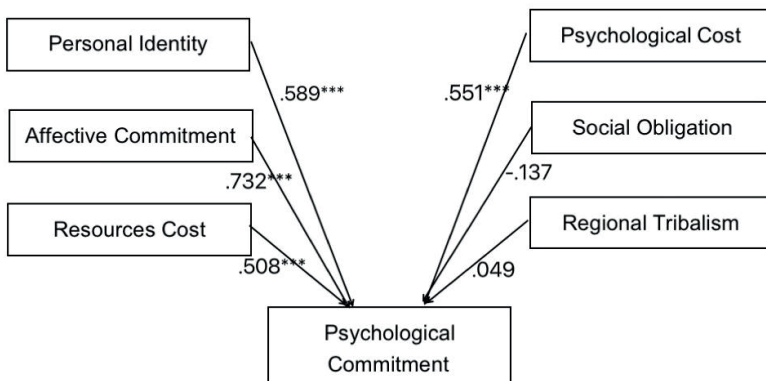 Personal Identity
Psychological Cost
.589***
.551***
Affective Commitment
Social Obligation
.732***
-.137
Resources Cost
Regional Tribalism
.508***
.049
Psychological
Commitment